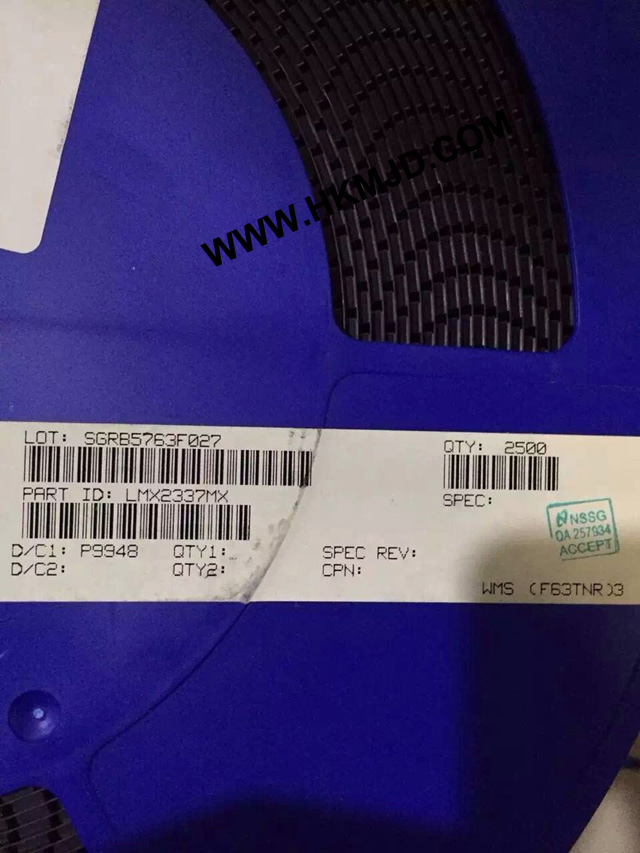 WWW.HKMJD.COM
LOT: SGRB5763F027
QTY: 2500
PART ID: LMX2337MX
SPEC:
NSSG
QA 257934
ACCEPT
D/C1: P9948 QTY1: SPEC REV:
D/C2: QTY2: CPN:
WMS (F63TNR)3